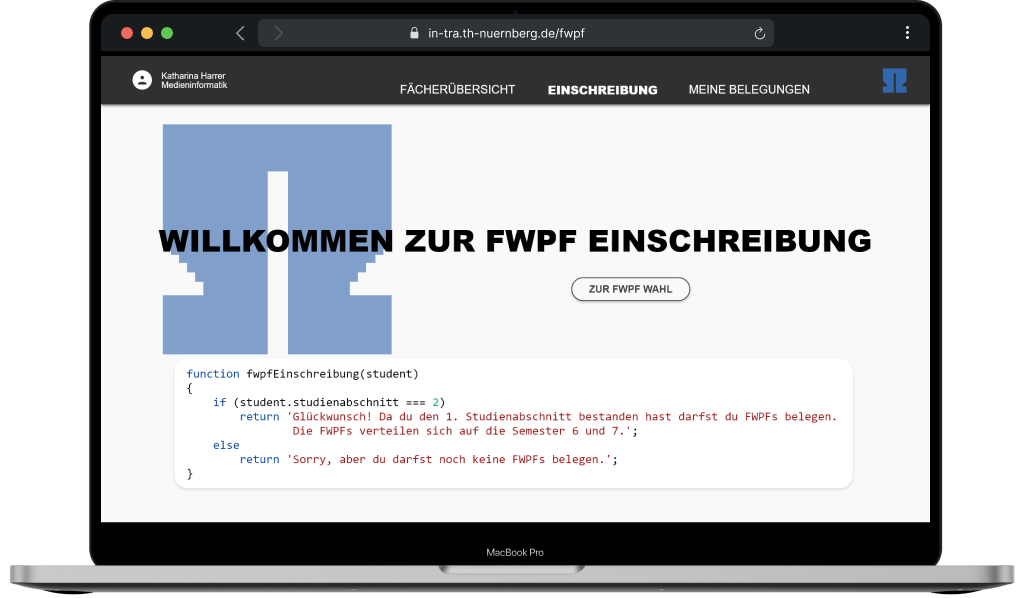 in-tra.th-nuernberg.de/fwpf
Katharina Harrer
Medieninformatik
FÄCHERÜBERSICHT
EINSCHREIBUNG
MEINE BELEGUNGEN
WILLKOMMEN ZUR FWPF EINSCHREIBUNG
ZUR FWPF WAHL
function fwpfEinschreibung(student)
{
if (student.studienabschnitt === 2)
return 'Glückwunsch! Da du den 1. Studienabschnitt bestanden hast darfst du FWPFs belegen.
Die FWPFs verteilen sich auf die Semester 6 und 7.';
else
return 'Sorry, aber du darfst noch keine FWPFs belegen.';
}
MacBook Pro